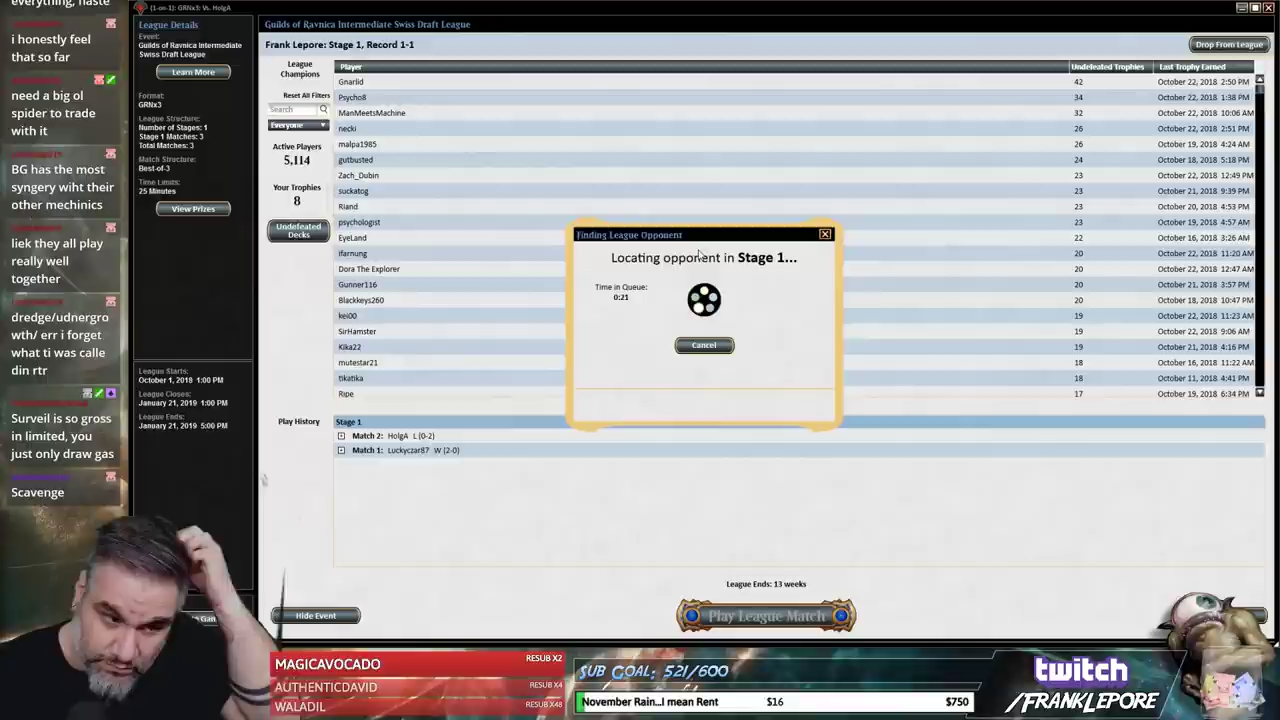 everything, haste
i honestly feel
that so far
need a big ol
spider to trade
with it
BG has the most
syngery wiht their
other mechinics
liek they all play
really well
together
dredge/udnergro
wth/ err i forget
what ti was calle
din rtr
Surveil is so gross
in limited, you
just only draw gas
Scavenge
(1-on-1): GRNx3: Vs. HolgA
League Details
Event:
Guilds of Ravnica Intermediate
Swiss Draft League
Learn More
Format:
GRNx3
League Structure:
Number of Stages: 1
Stage 1 Matches: 3
Total Matches: 3
Match Structure:
Best-of-3
Time Limits:
25 Minutes
View Prizes
League Starts:
October 1, 2018 1:00 PM
League Closes:
January 21, 2019 1:00 PM
League Ends:
January 21, 2019 5:00 PM
Guilds of Ravnica Intermediate Swiss Draft League
Frank Lepore: Stage 1, Record 1-1
Drop From League
League
Champions
Reset All Filters
Search
Everyone
Active Players
5,114
Your Trophies
8
Undefeated
Decks
Player Undefeated Trophies Last Trophy Earned
Gnarlid 42 October 22, 2018 2:50 PM
Psycho8 34 October 22, 2018 1:38 PM
ManMeetsMachine 32 October 22, 2018 10:06 AM
necki 26 October 22, 2018 2:51 PM
malpa1985 26 October 19, 2018 4:24 AM
gutbusted 24 October 18, 2018 5:18 PM
Zach_Dubin 23 October 22, 2018 12:49 PM
suckatog 23 October 21, 2018 9:39 PM
Riand 23 October 20, 2018 4:53 PM
psychologist 23 October 19, 2018 4:57 AM
EyeLand 22 October 16, 2018 3:26 AM
ifarnung 20 October 22, 2018 11:20 AM
Dora The Explorer 20 October 22, 2018 12:47 AM
Gunner116 20 October 21, 2018 3:57 PM
Blackkeys260 20 October 18, 2018 10:47 PM
kei00 19 October 22, 2018 11:23 AM
SirHamster 19 October 22, 2018 9:06 AM
Kika22 19 October 21, 2018 4:16 PM
mutestar21 18 October 16, 2018 11:22 AM
tikatika 18 October 11, 2018 4:41 PM
Ripe 17 October 19, 2018 6:34 PM
Finding League Opponent
Locating opponent in Stage 1...
Time in Queue:
0:21
Cancel
Play History
Stage 1
Match 2: HolgA L (0-2)
Match 1: Luckyczar87 W (2-0)
League Ends: 13 weeks
Hide Event
Play League Match
MAGICAVOCADO RESUB X2
AUTHENTICDAVID RESUB X4
WALADIL RESUB X48
SUB GOAL: 521/600
November Rain...I mean Rent $16 $750
twitch
/FRANKLEPORE